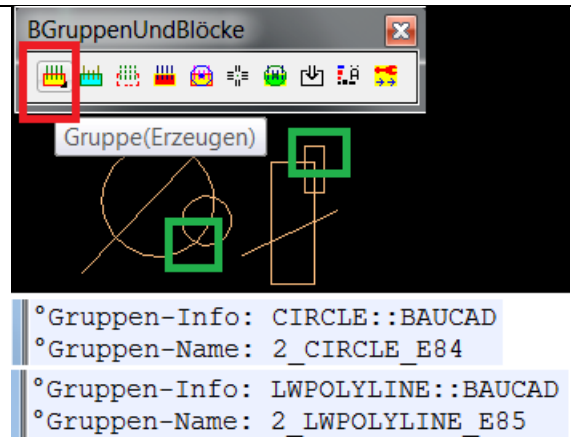 BGruppenUndBlöcke
Gruppe(Erzeugen)
°Gruppen-Info: CIRCLE::BAUCAD
°Gruppen-Name: 2_CIRCLE_E84
°Gruppen-Info: LWPOLYLINE::BAUCAD
°Gruppen-Name: 2_LWPOLYLINE_E85